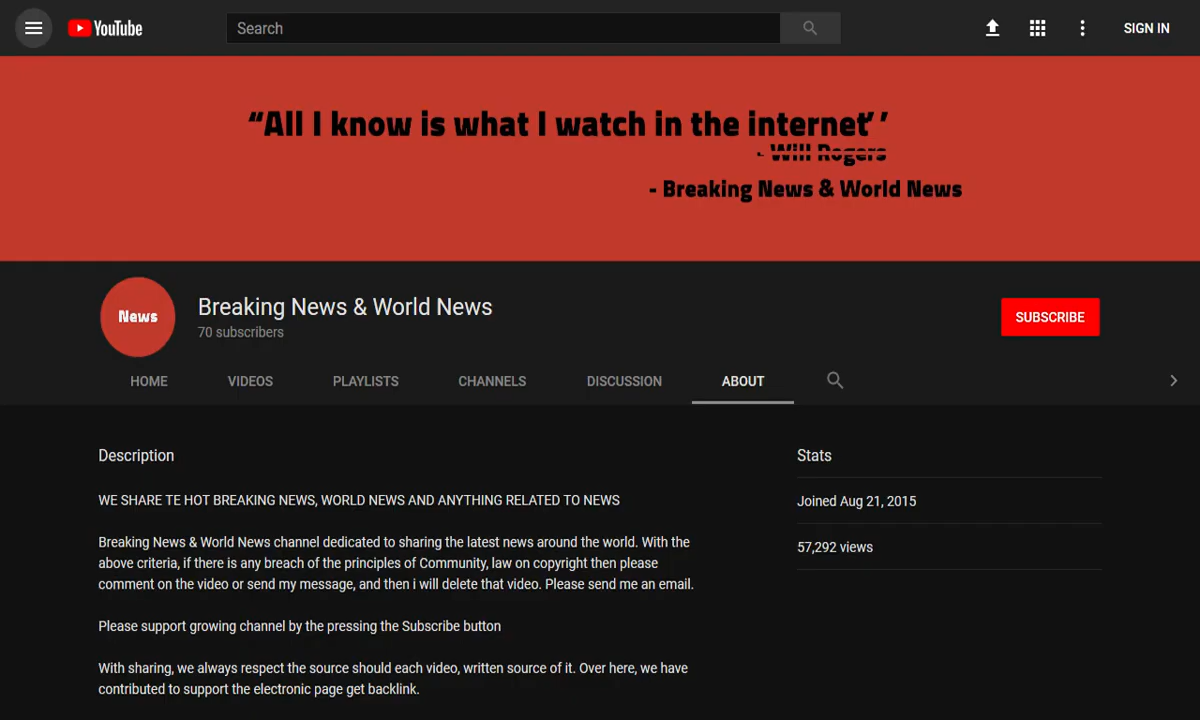 YouTube
Search
SIGN IN
“All I know is what I watch in the internet’’
- Will Rogers
- Breaking News & World News
News
Breaking News & World News
70 subscribers
SUBSCRIBE
HOME VIDEOS PLAYLISTS CHANNELS DISCUSSION ABOUT
Description
WE SHARE TE HOT BREAKING NEWS, WORLD NEWS AND ANYTHING RELATED TO NEWS
Breaking News & World News channel dedicated to sharing the latest news around the world. With the
above criteria, if there is any breach of the principles of Community, law on copyright then please
comment on the video or send my message, and then i will delete that video. Please send me an email.
Please support growing channel by the pressing the Subscribe button
With sharing, we always respect the source should each video, written source of it. Over here, we have
contributed to support the electronic page get backlink.
Stats
Joined Aug 21, 2015
57,292 views